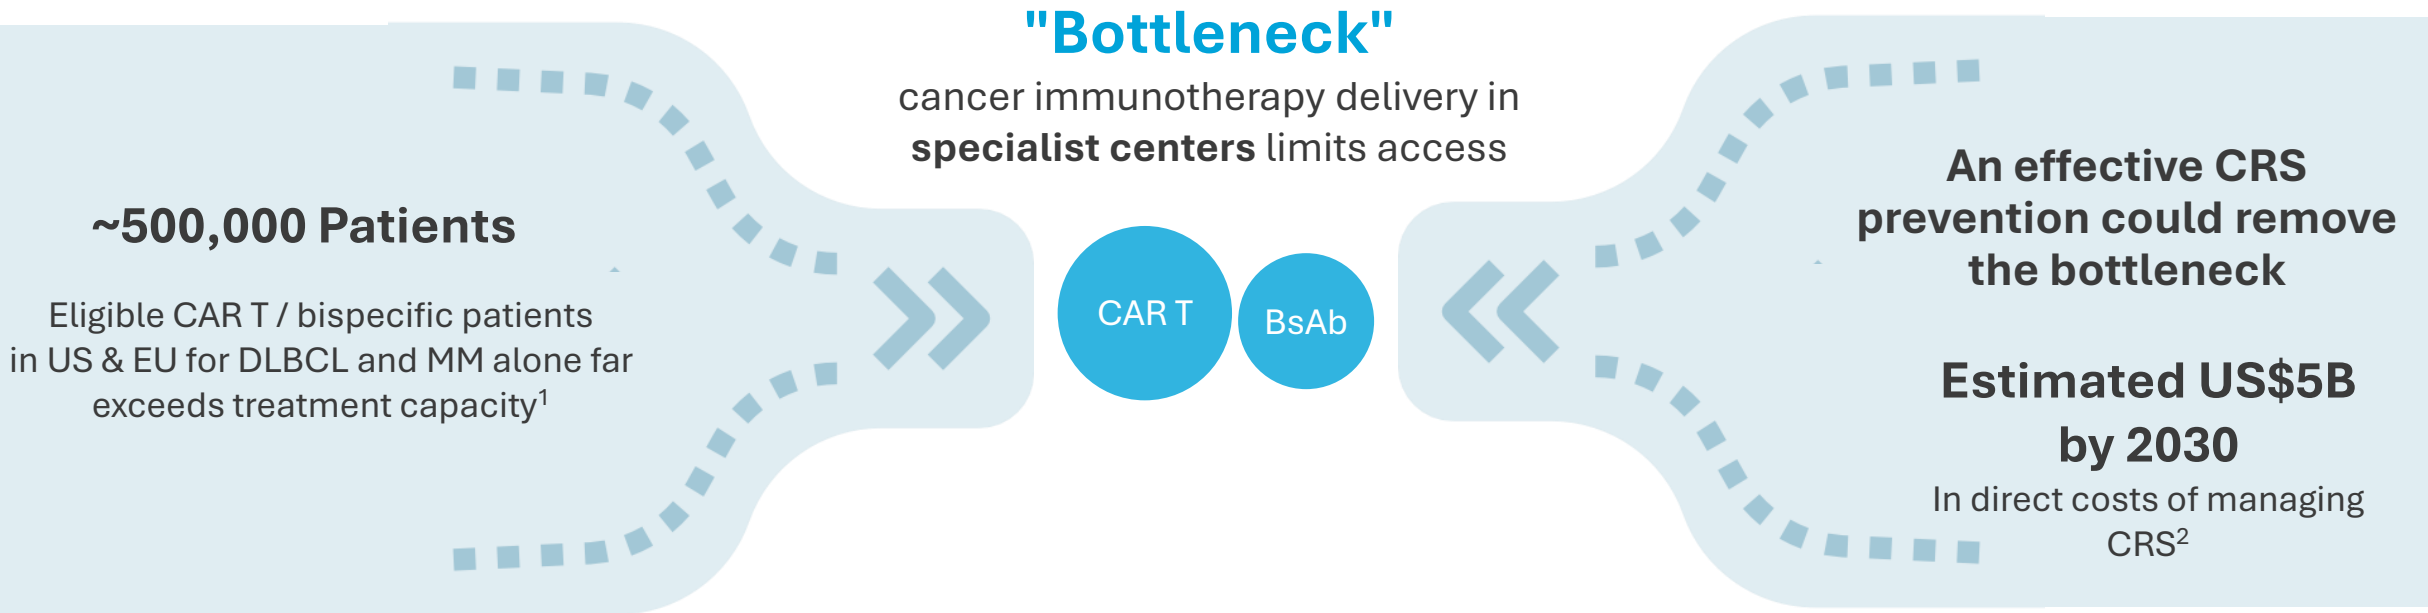 "Bottleneck"
cancer immunotherapy delivery in
specialist centers limits access
~500,000 Patients
Eligible CAR T / bispecific patients
in US & EU for DLBCL and MM alone far
exceeds treatment capacity¹
CAR T
BsAb
An effective CRS
prevention could remove
the bottleneck
Estimated US$5B
by 2030
In direct costs of managing
CRS²